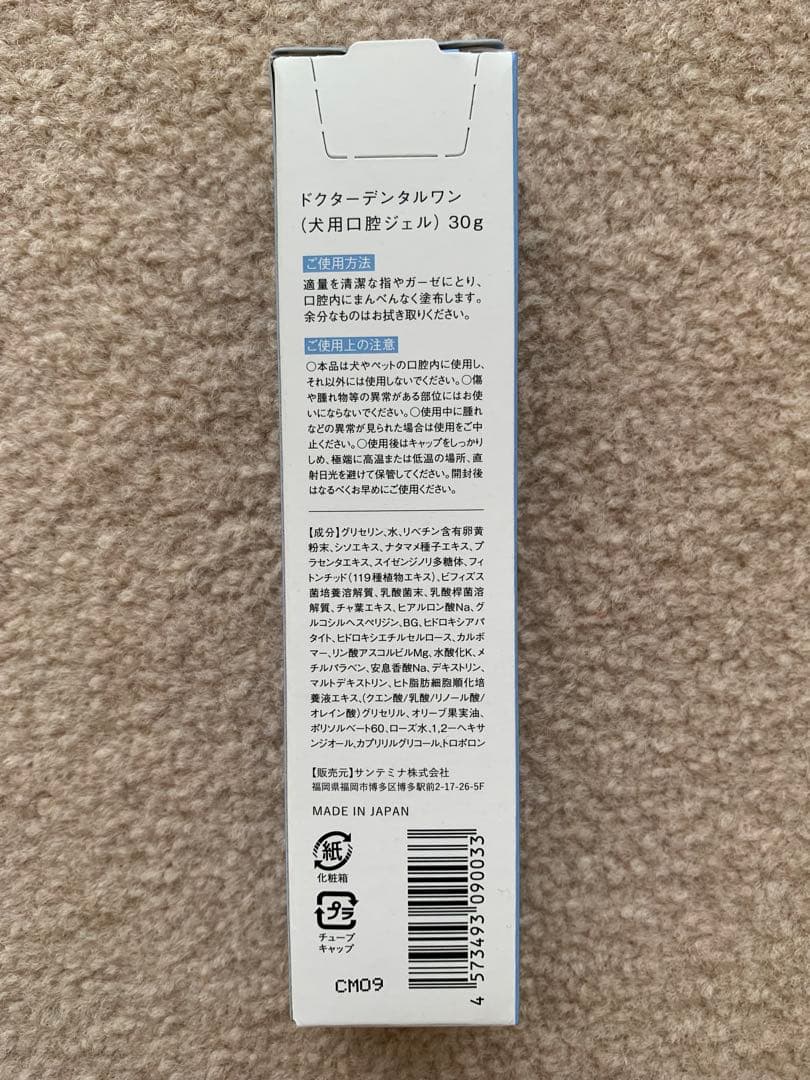 ドクターデンタルワン
(犬用口腔ジェル) 30g
ご使用方法
適量を清潔な指やガーゼにとり、
口腔内にまんべんなく塗布します。
余分なものはお拭き取りください。
ご使用上の注意
○本品は犬やペットの口腔内に使用し、
それ以外には使用しないでください。○傷
や腫れ物等の異常がある部位にはお使
いにならないでください。○使用中に腫れ
などの異常が見られた場合は使用をご中
止ください。○使用後はキャップをしっかり
しめ、極端に高温または低温の場所、直
射日光を避けて保管してください。開封後
はなるべくお早めにご使用ください。
【成分】グリセリン、水、リベチン含有卵黄
粉末、シソエキス、ナタマメ種子エキス、プ
ラセンタエキス、スイゼンジノリ多糖体、フィ
トンチッド(119種植物エキス)、ビフィズス
菌培養溶解質、乳酸菌末、乳酸桿菌溶
解質、チャ葉エキス、ヒアルロン酸Na、グ
ルコシルヘスペリジン、BG、ヒドロキシアパ
タイト、ヒドロキシエチルセルロース、カルボ
マー、リン酸アスコルビルMg、水酸化K、メ
チルパラベン、安息香酸Na、デキストリン、
マルトデキストリン、ヒト脂肪細胞順化培
養液エキス、(クエン酸/乳酸/リノール酸/
オレイン酸)グリセリル、オリーブ果実油、
ポリソルベート60、ローズ水、1,2-ヘキサ
ンジオール、カプリリルグリコール、トロポロン
【販売元】サンテミナ株式会社
福岡県福岡市博多区博多駅前2-17-26-5F
MADE IN JAPAN
紙
化粧箱
プラ
チューブ
キャップ
CM09
4 573493 090033